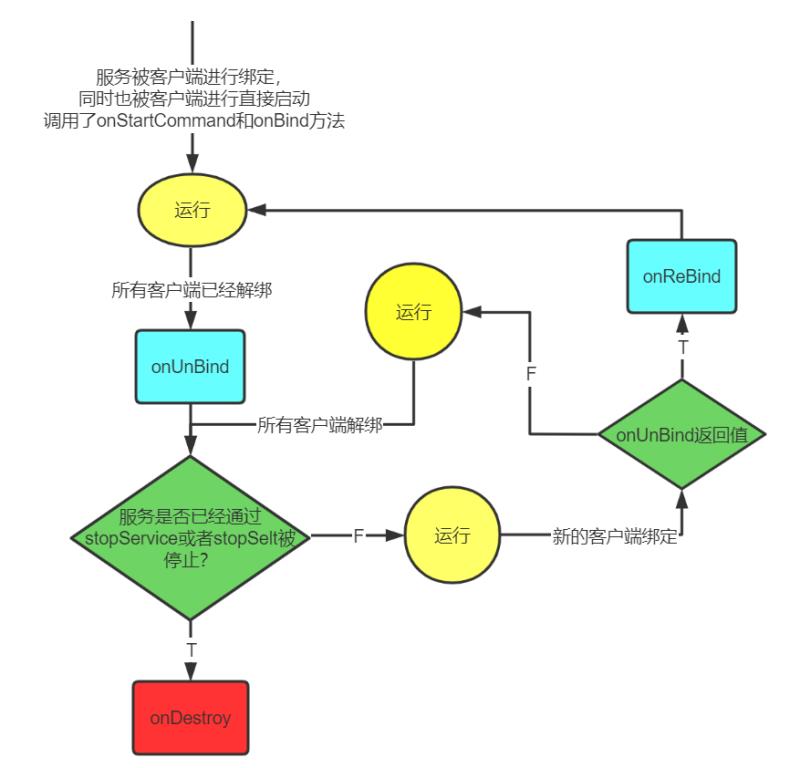 服务被客户端进行绑定，
同时也被客户端进行直接启动
调用了onStartCommand和onBind方法
运行
所有客户端已经解绑
onUnBind
运行
onReBind
T
F
onUnBind返回值
所有客户端解绑
服务是否已经通过
stopService或者stopSelt被
停止？
F
运行
新的客户端绑定
T
onDestroy